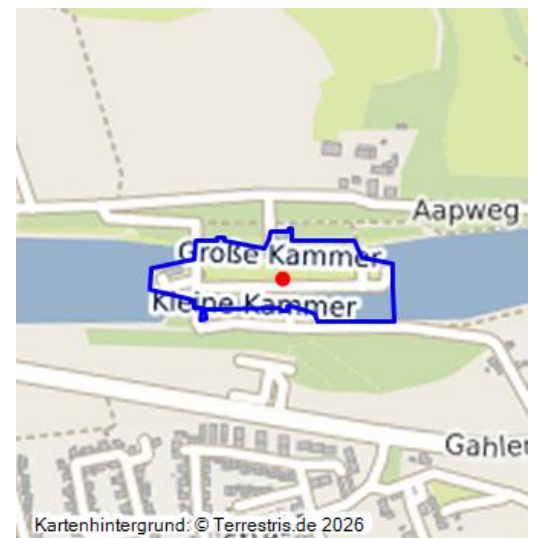 Aapweg
Große Kammer
Kleine Kammer
Gahle
Kartenhintergrund: © Terrestris.de 2026